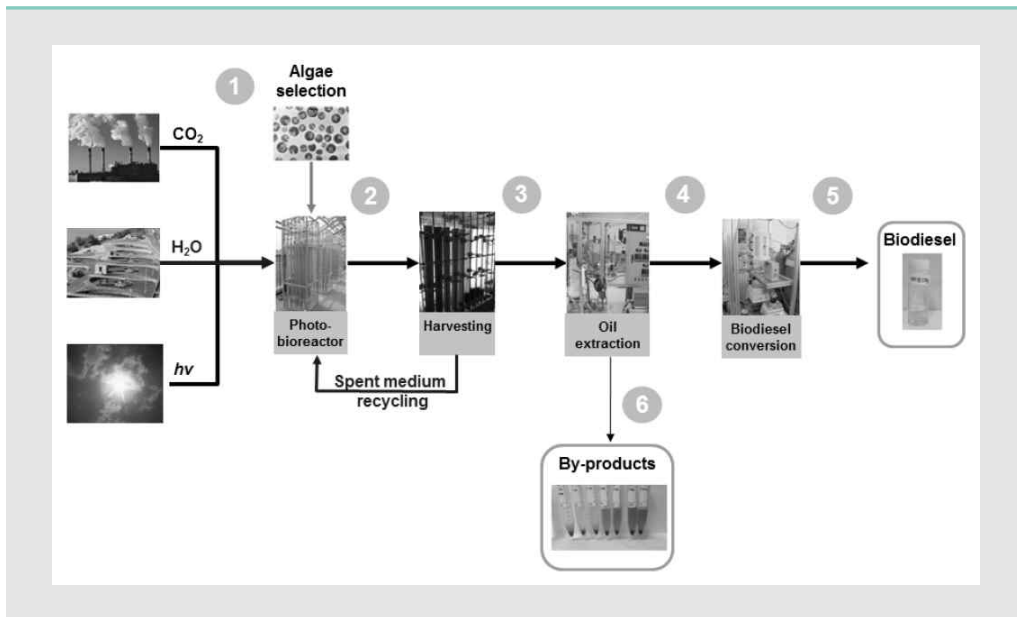 1
Algae
selection
CO₂
2
3
4
5
H₂O
Biodiesel
Photo-
bioreactor
Harvesting
Oil
extraction
Biodiesel
conversion
hv
Spent medium
recycling
6
By-products